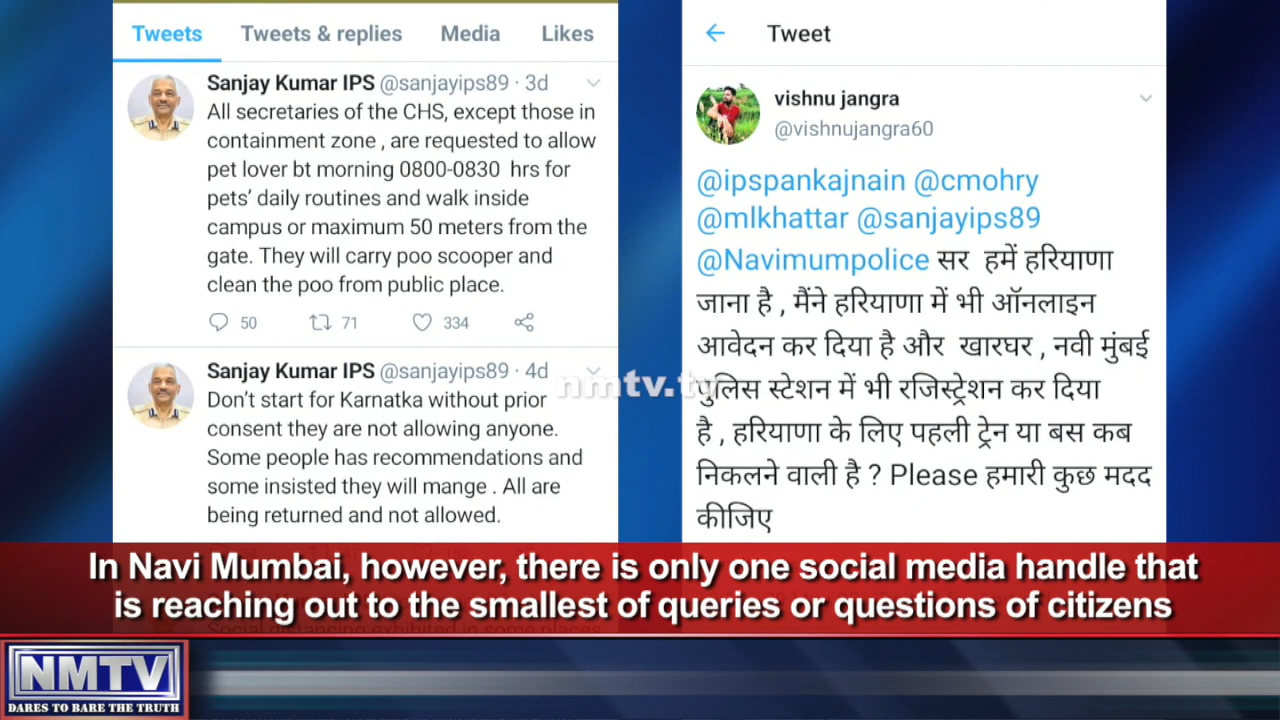 Tweets Tweets & replies Media Likes
Sanjay Kumar IPS @sanjayips89 · 3d
All secretaries of the CHS, except those in
containment zone , are requested to allow
pet lover bt morning 0800-0830 hrs for
pets’ daily routines and walk inside
campus or maximum 50 meters from the
gate. They will carry poo scooper and
clean the poo from public place.
50 71 334
Sanjay Kumar IPS @sanjayips89 · 4d
Don’t start for Karnatka without prior
consent they are not allowing anyone.
Some people has recommendations and
some insisted they will mange . All are
being returned and not allowed.
Tweet
vishnu jangra
@vishnujangra60
@ipspankajnain @cmohry
@mlkhattar @sanjayips89
@Navimumpolice सर हमें हरियाणा
जाना है , मैंने हरियाणा में भी ऑनलाइन
आवेदन कर दिया है और खारघर , नवी मुंबई
पुलिस स्टेशन में भी रजिस्ट्रेशन कर दिया
है , हरियाणा के लिए पहली ट्रेन या बस कब
निकलने वाली है ? Please हमारी कुछ मदद
कीजिए
nmtv.tv
In Navi Mumbai, however, there is only one social media handle that
is reaching out to the smallest of queries or questions of citizens
Social distancing exhibited in some places
NMTV
DARES TO BARE THE TRUTH